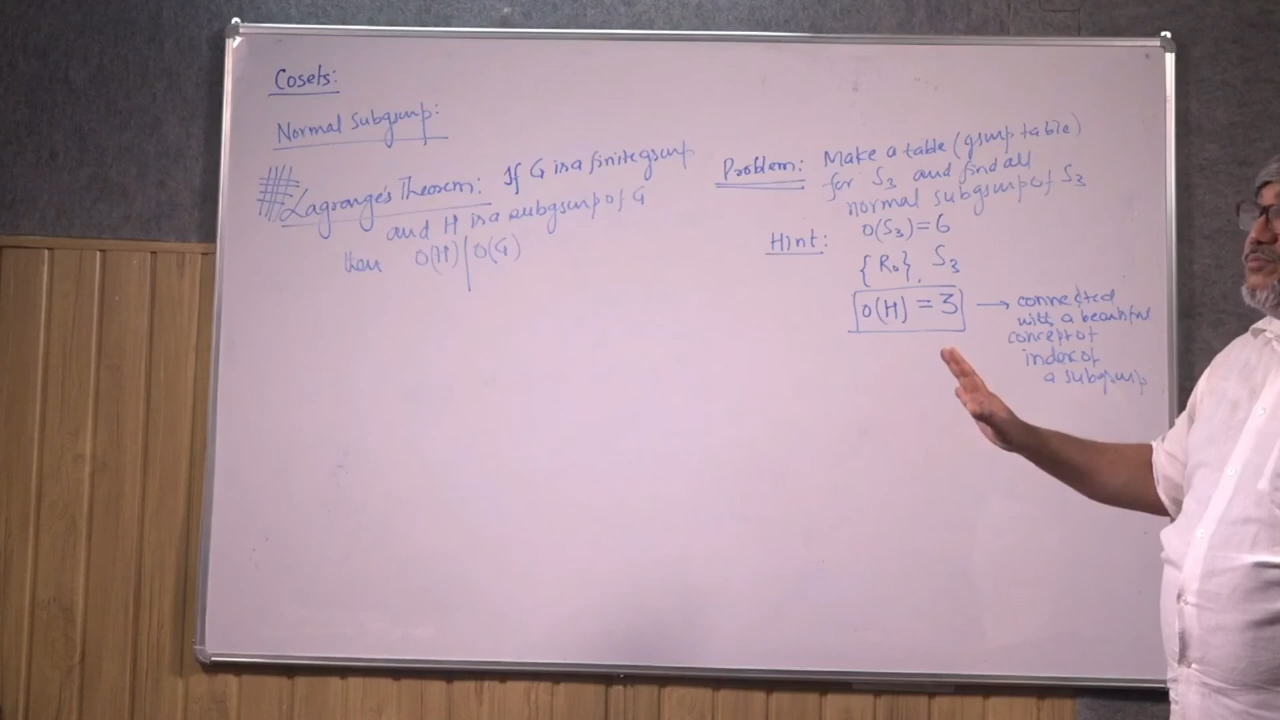 Cosets:
Normal Subgroup:
Lagrange's Theorem: If G is a finite group
and H is a subgroup of G
then O(H) | O(G)
Problem: Make a table (group table)
for S₃ and find all
normal subgroup of S₃
Hint: O(S₃) = 6
{R₀}, S₃
O(H) = 3 → connected
with a beautiful
concept of
index of
a subgroup